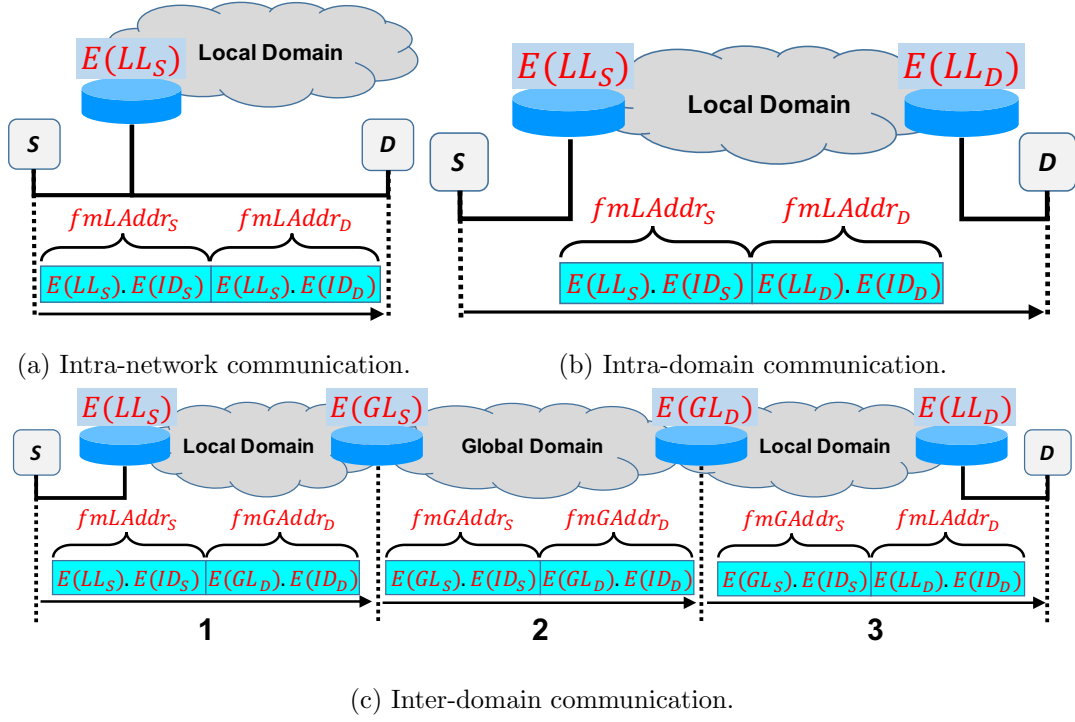 E(LL_S)
Local Domain
S
D
fmLAddr_S fmLAddr_D
E(LL_S).E(ID_S) E(LL_S).E(ID_D)
(a) Intra-network communication.
E(LL_S) E(LL_D)
Local Domain
S
D
fmLAddr_S fmLAddr_D
E(LL_S).E(ID_S) E(LL_D).E(ID_D)
(b) Intra-domain communication.
E(LL_S) E(GL_S) E(GL_D) E(LL_D)
S Local Domain Global Domain Local Domain D
fmLAddr_S fmGAddr_D fmGAddr_S fmGAddr_D fmGAddr_S fmLAddr_D
E(LL_S).E(ID_S) E(GL_D).E(ID_D) E(GL_S).E(ID_S) E(GL_D).E(ID_D) E(GL_S).E(ID_S) E(LL_D).E(ID_D)
1 2 3
(c) Inter-domain communication.